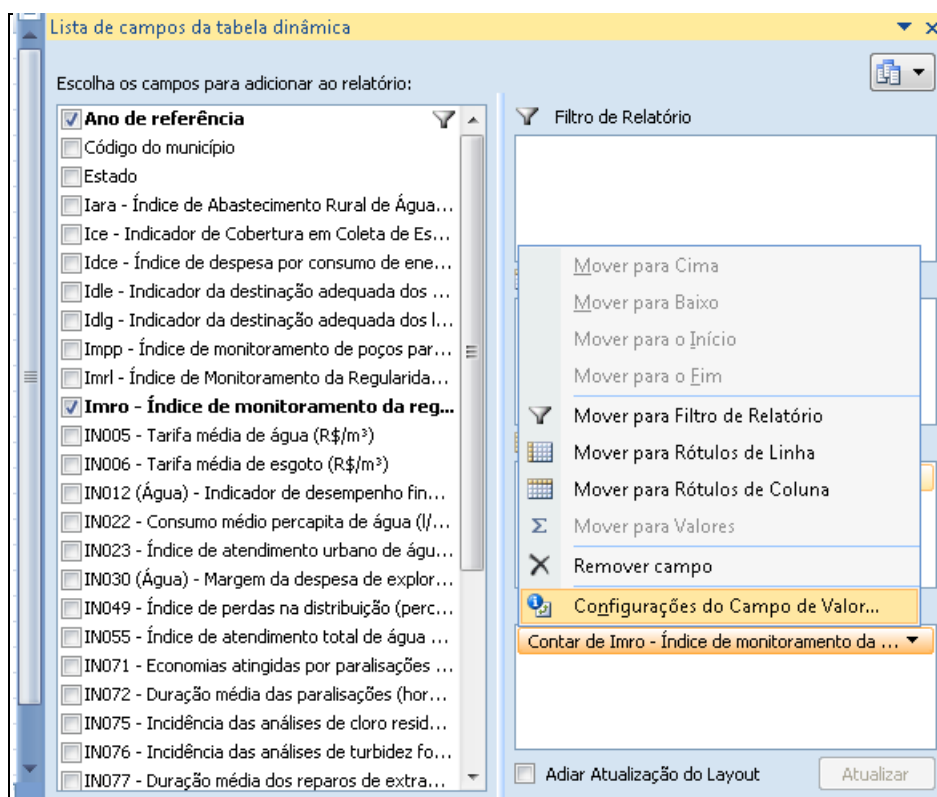 Lista de campos da tabela dinâmica
Escolha os campos para adicionar ao relatório:
Ano de referência
Código do município
Estado
Iara - Índice de Abastecimento Rural de Água...
Ice - Indicador de Cobertura em Coleta de Es...
Idce - Índice de despesa por consumo de ene...
Idle - Indicador da destinação adequada dos ...
Idlg - Indicador da destinação adequada dos l...
Impp - Índice de monitoramento de poços par...
Imrl - Índice de Monitoramento da Regularida...
Imro - Índice de monitoramento da reg...
IN005 - Tarifa média de água (R$/m³)
IN006 - Tarifa média de esgoto (R$/m³)
IN012 (Água) - Indicador de desempenho fin...
IN022 - Consumo médio percapita de água (l/...
IN023 - Índice de atendimento urbano de águ...
IN030 (Água) - Margem da despesa de explor...
IN049 - Índice de perdas na distribuição (perc...
IN055 - Índice de atendimento total de água ...
IN071 - Economias atingidas por paralisações ...
IN072 - Duração média das paralisações (hor...
IN075 - Incidência das análises de cloro resid...
IN076 - Incidência das análises de turbidez fo...
IN077 - Duração média dos reparos de extra...
Filtro de Relatório
Mover para Cima
Mover para Baixo
Mover para o Início
Mover para o Fim
Mover para Filtro de Relatório
Mover para Rótulos de Linha
Mover para Rótulos de Coluna
Σ Mover para Valores
Remover campo
Configurações do Campo de Valor...
Contar de Imro - Índice de monitoramento da ...
Adiar Atualização do Layout
Atualizar